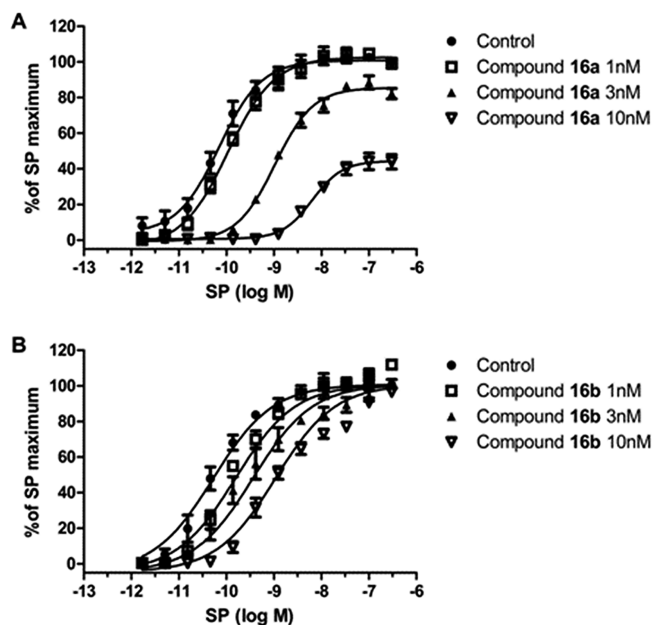 A
120
100
80
60
40
20
0
%of SP maximum
-13 -12 -11 -10 -9 -8 -7 -6
SP (log M)
Control
Compound 16a 1nM
Compound 16a 3nM
Compound 16a 10nM
B
120
100
80
60
40
20
0
%of SP maximum
-13 -12 -11 -10 -9 -8 -7 -6
SP (log M)
Control
Compound 16b 1nM
Compound 16b 3nM
Compound 16b 10nM